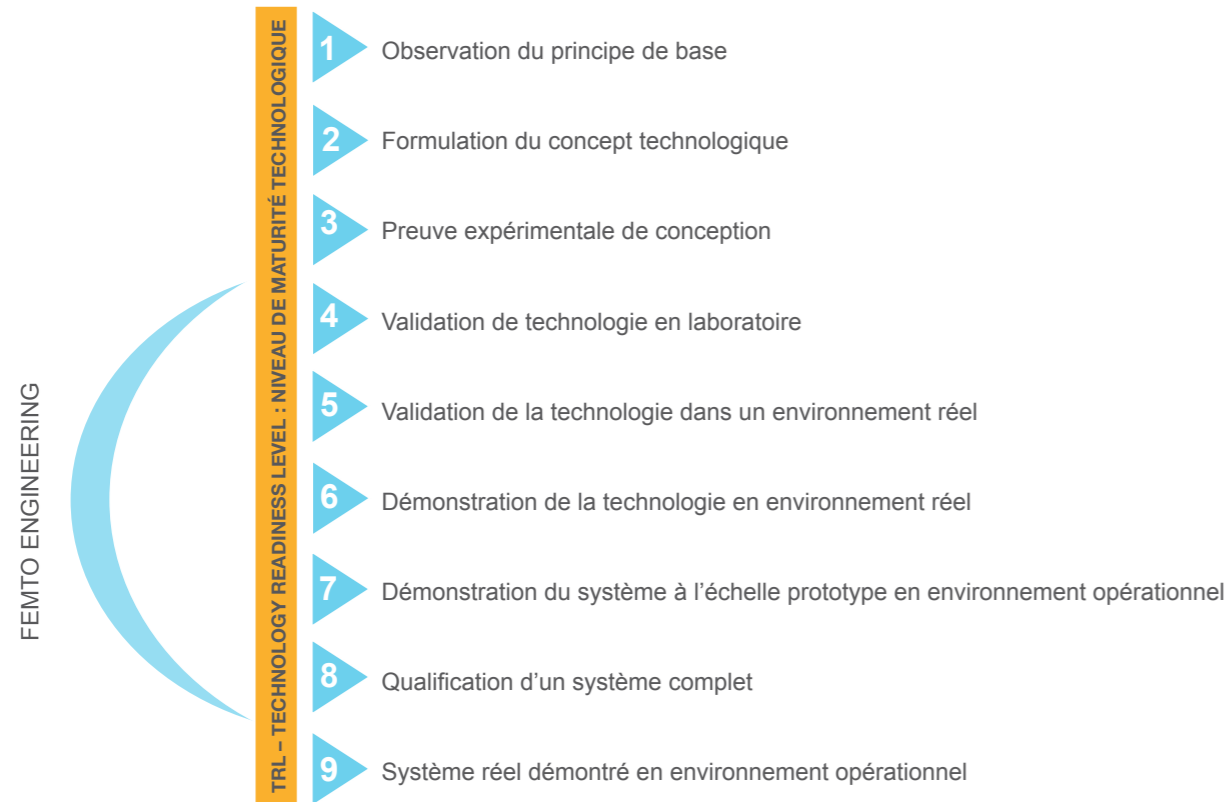 FEMTO ENGINEERING
TRL – TECHNOLOGY READINESS LEVEL : NIVEAU DE MATURITÉ TECHNOLOGIQUE
1 Observation du principe de base
2 Formulation du concept technologique
3 Preuve expérimentale de conception
4 Validation de technologie en laboratoire
5 Validation de la technologie dans un environnement réel
6 Démonstration de la technologie en environnement réel
7 Démonstration du système à l’échelle prototype en environnement opérationnel
8 Qualification d’un système complet
9 Système réel démontré en environnement opérationnel